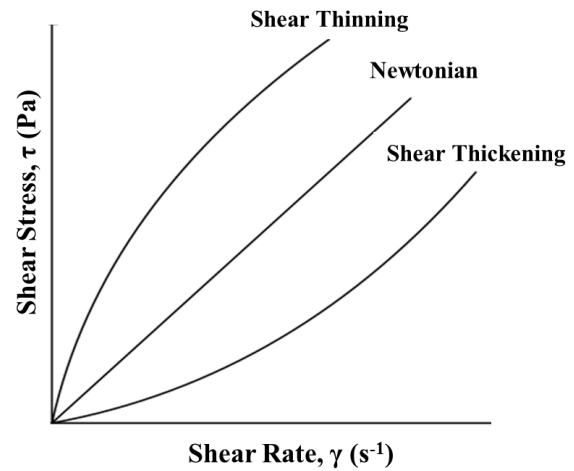 Shear Thinning
Newtonian
Shear Thickening
Shear Stress, τ (Pa)
Shear Rate, γ (s⁻¹)